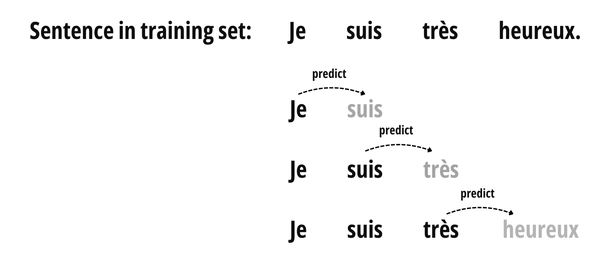 Sentence in training set: Je suis très heureux.
predict
Je suis
predict
Je suis très
predict
Je suis très heureux